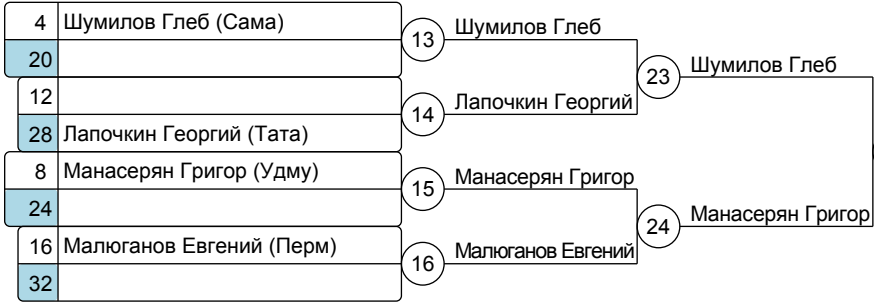 4 Шумилов Глеб (Сама)
20
13
Шумилов Глеб
12
28 Лапочкин Георгий (Тата)
14
Лапочкин Георгий
23
Шумилов Глеб
8 Манасерян Григор (Удму)
24
15
Манасерян Григор
16 Малюганов Евгений (Перм)
32
16
Малюганов Евгений
24
Манасерян Григор